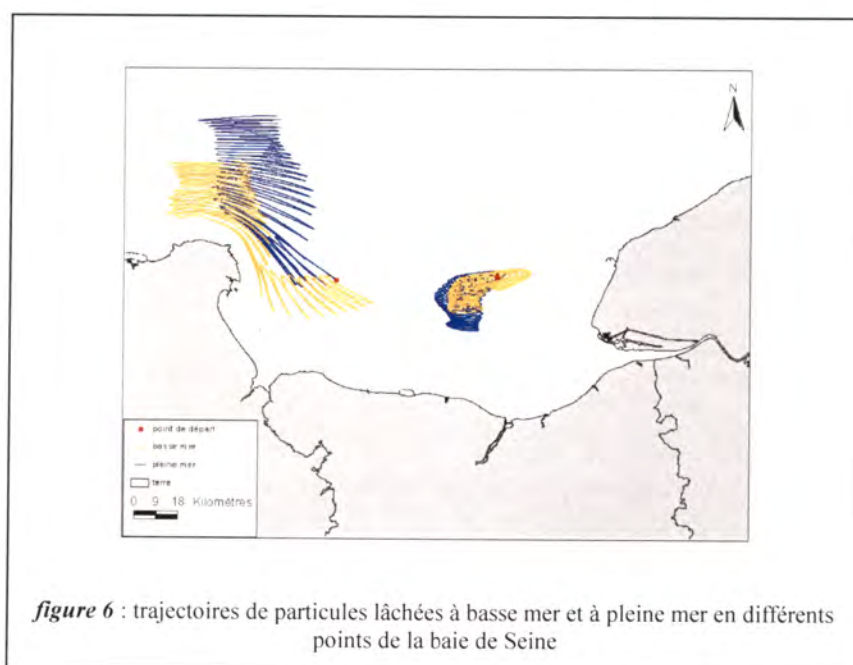 N
point de départ
basse mer
pleine mer
terre
0 9 18 Kilomètres
figure 6 : trajectoires de particules lâchées à basse mer et à pleine mer en différents
points de la baie de Seine